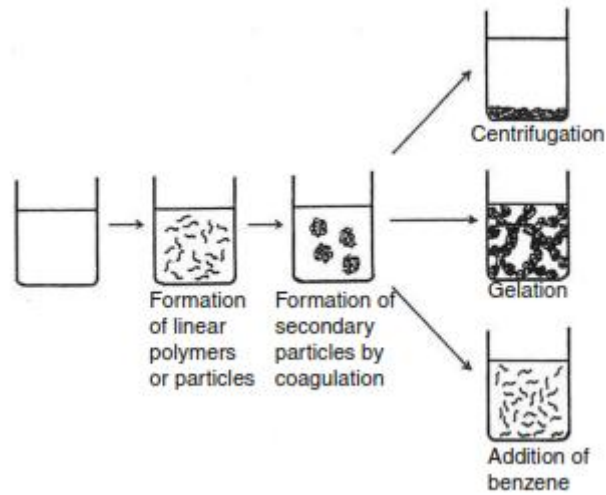 Centrifugation
Gelation
Formation
of linear
polymers
or particles
Formation of
secondary
particles by
coagulation
Addition of
benzene